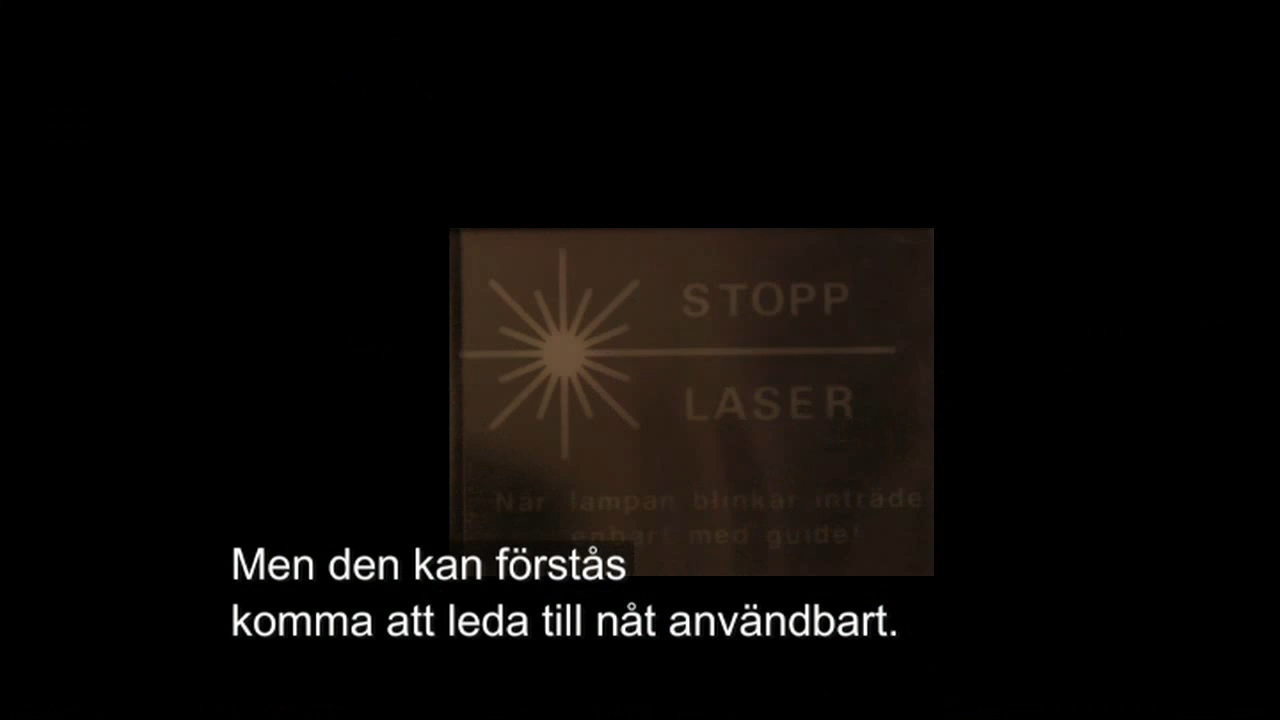 STOPP
LASER
När lampan blinkar inträde
enbart med guide!
Men den kan förstås
komma att leda till nåt användbart.